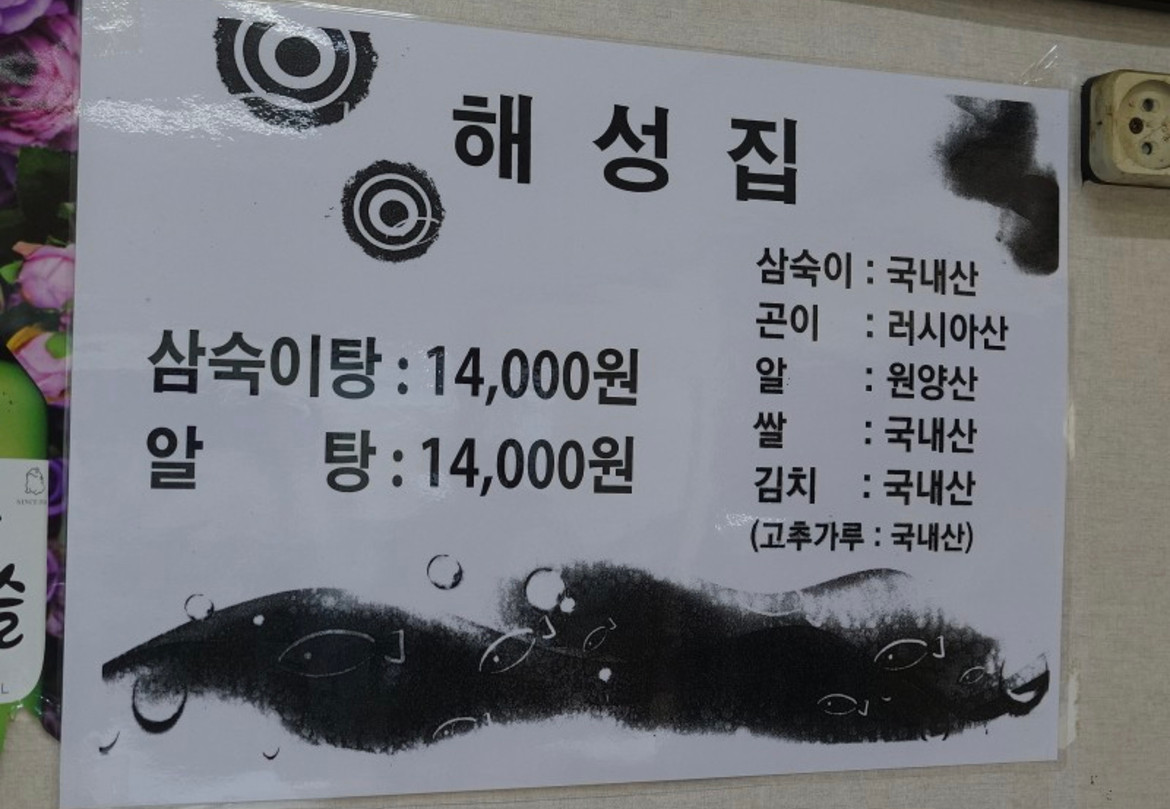 해성집
삼숙이탕 : 14,000원
알 탕 : 14,000원
삼숙이 : 국내산
곤이 : 러시아산
알 : 원양산
쌀 : 국내산
김치 : 국내산
(고추가루 : 국내산)
슬